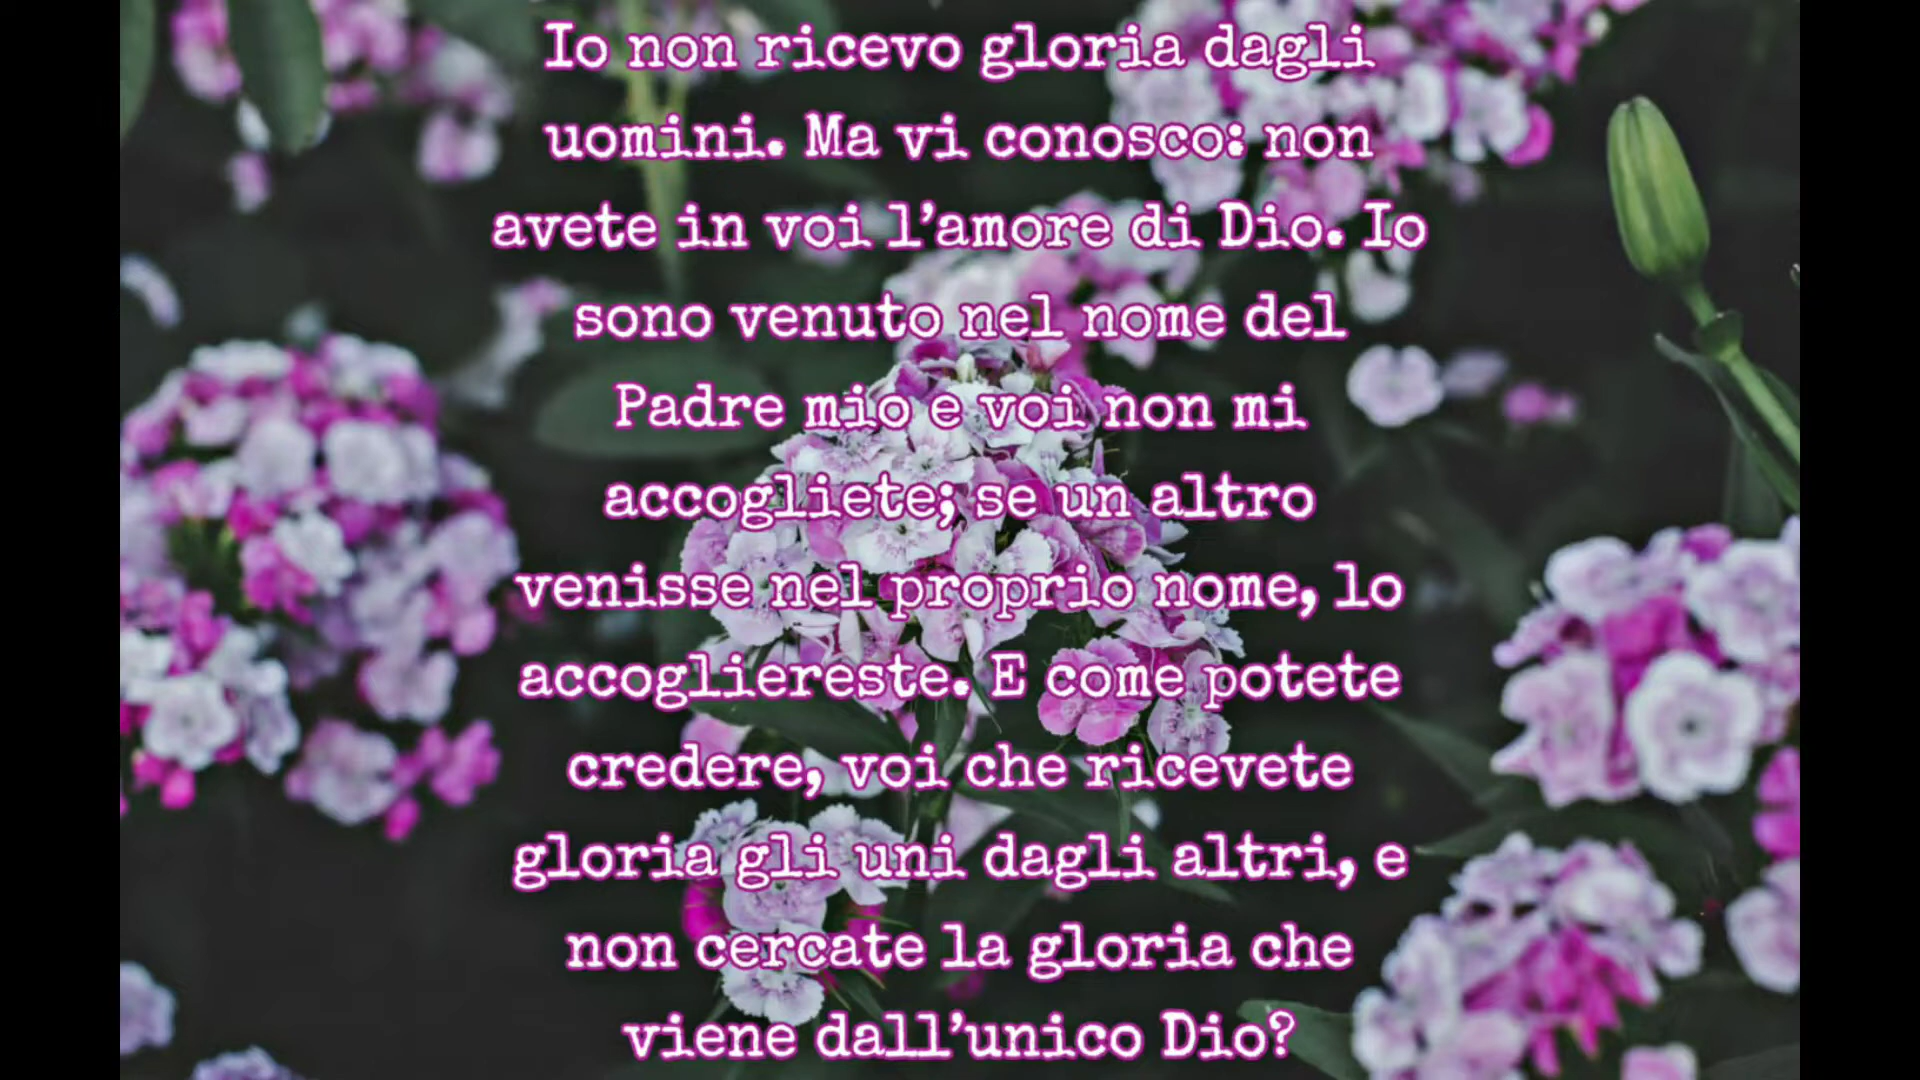 Io non ricevo gloria dagli
uomini. Ma vi conosco: non
avete in voi l’amore di Dio. Io
sono venuto nel nome del
Padre mio e voi non mi
accogliete; se un altro
venisse nel proprio nome, lo
accogliereste. E come potete
credere, voi che ricevete
gloria gli uni dagli altri, e
non cercate la gloria che
viene dall’unico Dio?